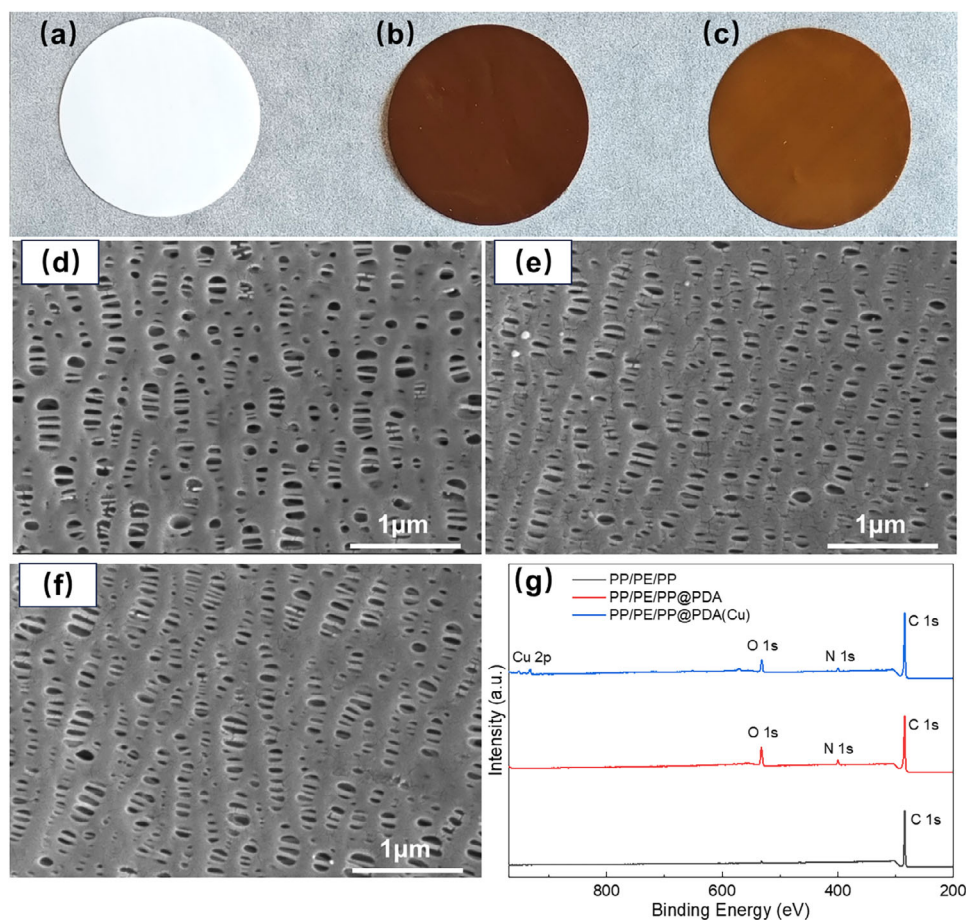 (a)
(b)
(c)
(d)
1μm
(e)
1μm
(f)
1μm
(g)
PP/PE/PP
PP/PE/PP@PDA
PP/PE/PP@PDA(Cu)
C 1s
O 1s
N 1s
Cu 2p
C 1s
O 1s
N 1s
C 1s
Intensity (a.u.)
800
600
400
200
Binding Energy (eV)